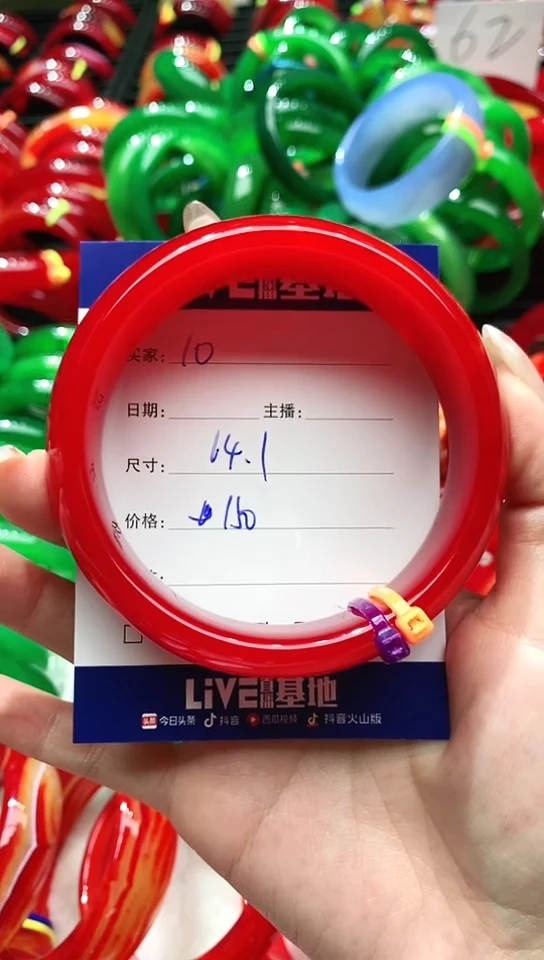 62
LiVE直播基地
买家: 10
日期: 主播:
尺寸: 14.1
价格: 150
LiVE直播基地
今日头条 抖音 西瓜视频 抖音火山版